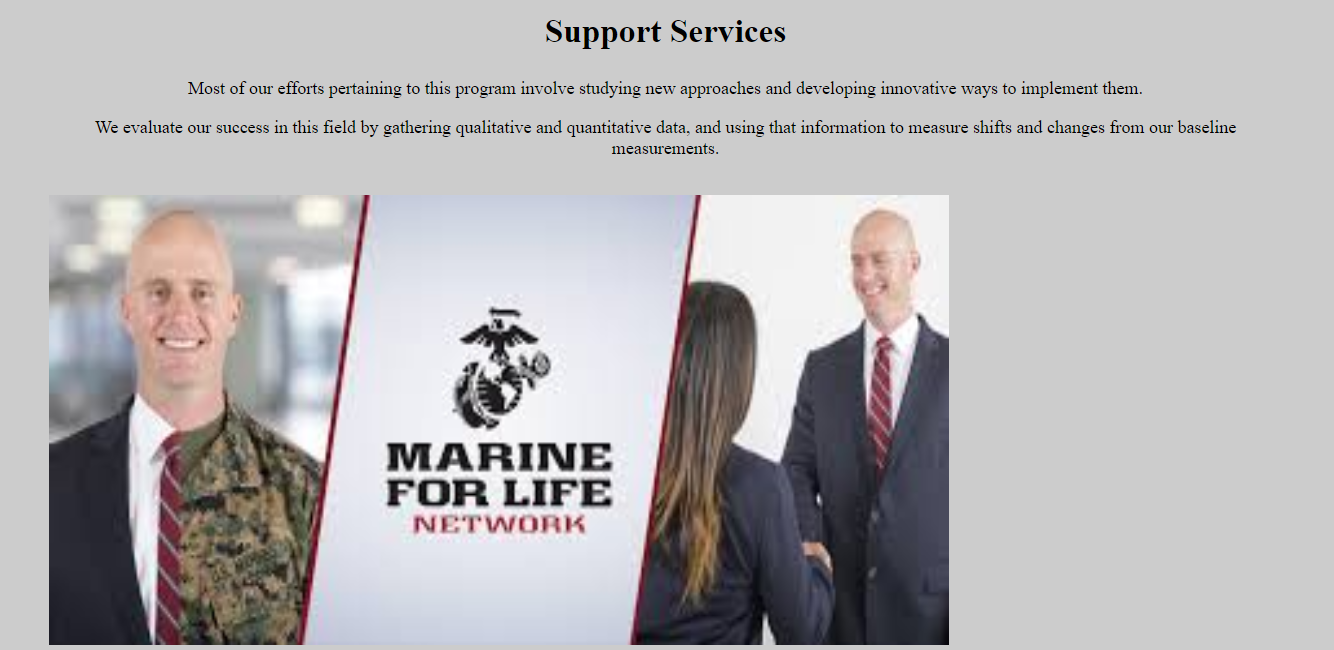 Support Services
Most of our efforts pertaining to this program involve studying new approaches and developing innovative ways to implement them.
We evaluate our success in this field by gathering qualitative and quantitative data, and using that information to measure shifts and changes from our baseline
measurements.
MARINE
FOR LIFE
NETWORK